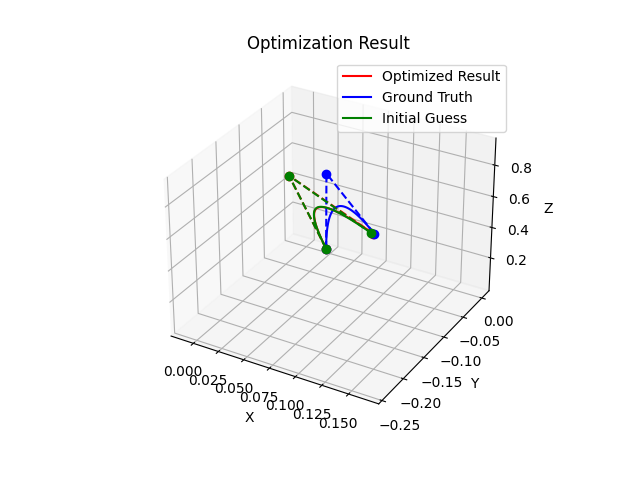 Optimization Result
Optimized Result
Ground Truth
Initial Guess
0.8
0.6
0.4
0.2
Z
0.00
−0.05
−0.10
−0.15
−0.20
−0.25
Y
0.000
0.025
0.050
0.075
0.100
0.125
0.150
X